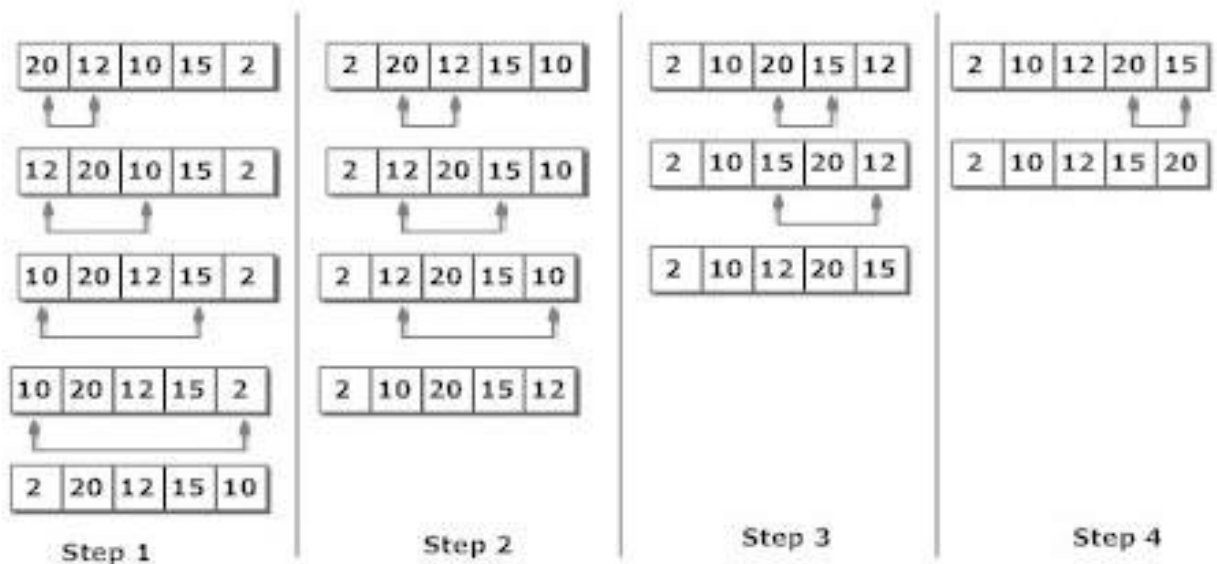 20 12 10 15 2
12 20 10 15 2
10 20 12 15 2
10 20 12 15 2
2 20 12 15 10
Step 1
2 20 12 15 10
2 12 20 15 10
2 12 20 15 10
2 10 20 15 12
Step 2
2 10 20 15 12
2 10 15 20 12
2 10 12 20 15
Step 3
2 10 12 20 15
2 10 12 15 20
Step 4